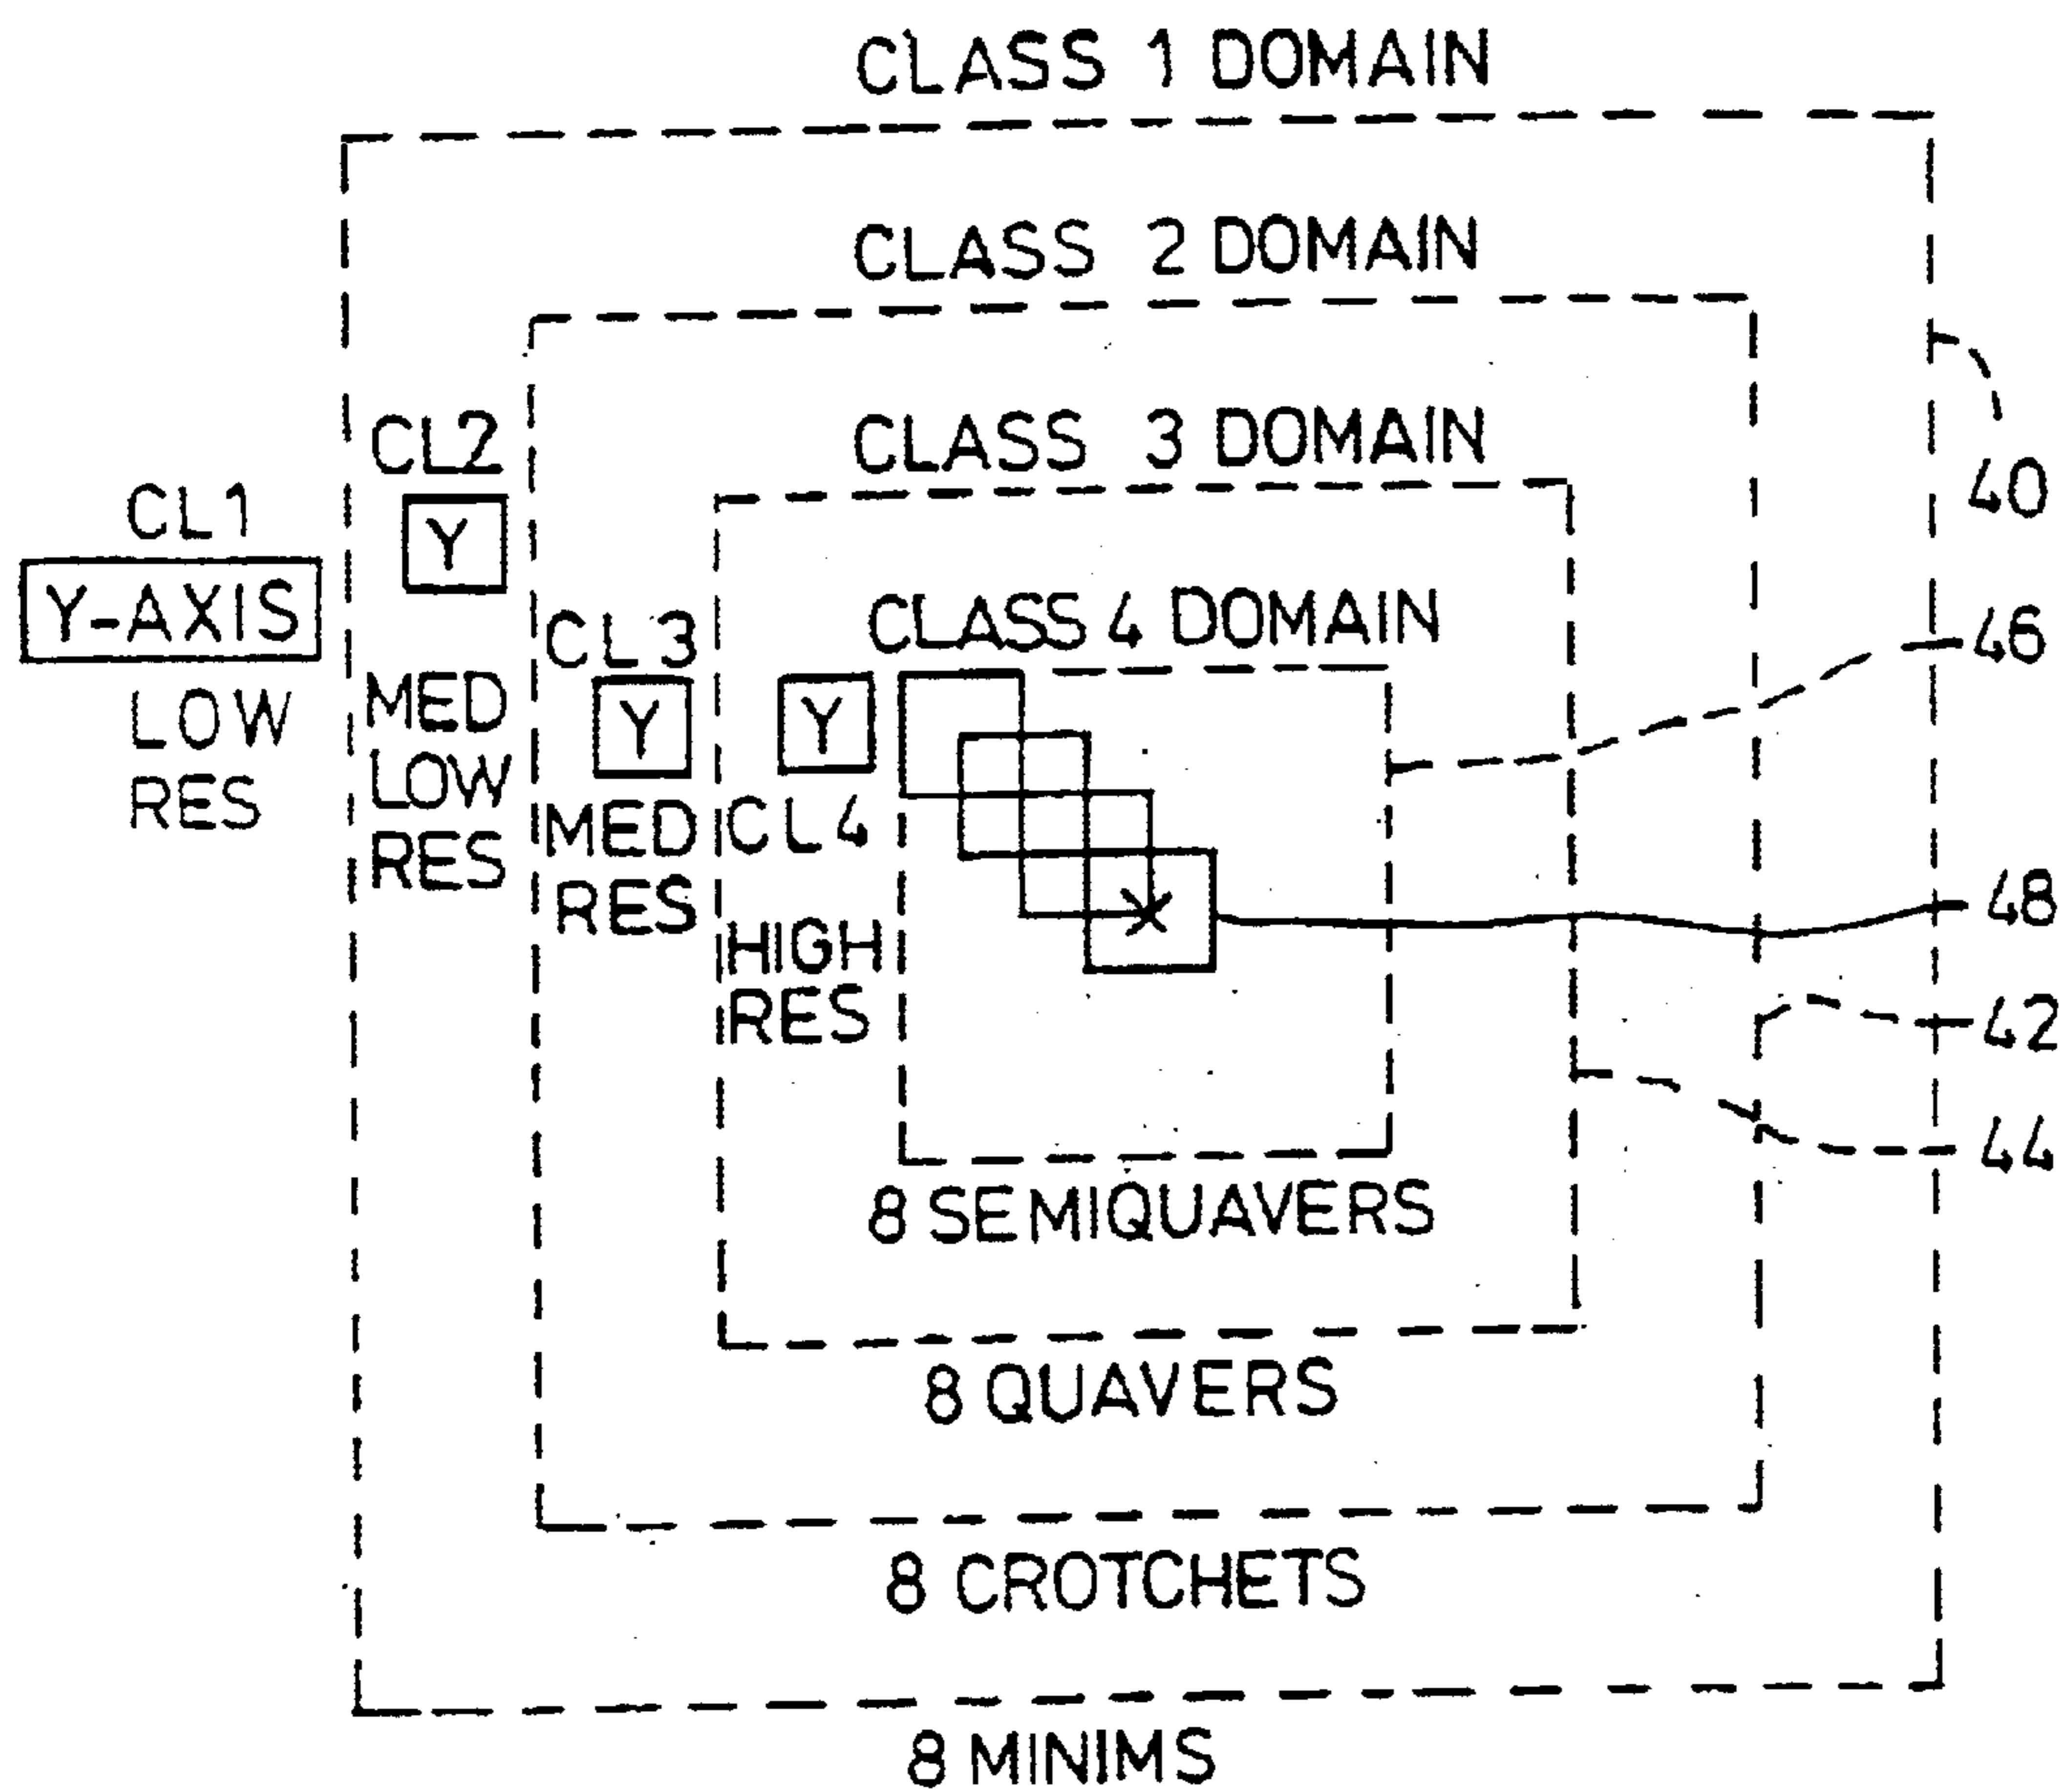 CLASS 1 DOMAIN
CLASS 2 DOMAIN
CLASS 3 DOMAIN
CLASS 4 DOMAIN
CL1
Y-AXIS
LOW
RES
CL2
Y
MED
LOW
RES
CL3
Y
MED
RES
Y
CL4
HIGH
RES
40
46
48
42
44
8 SEMIQUAVERS
8 QUAVERS
8 CROTCHETS
8 MINIMS